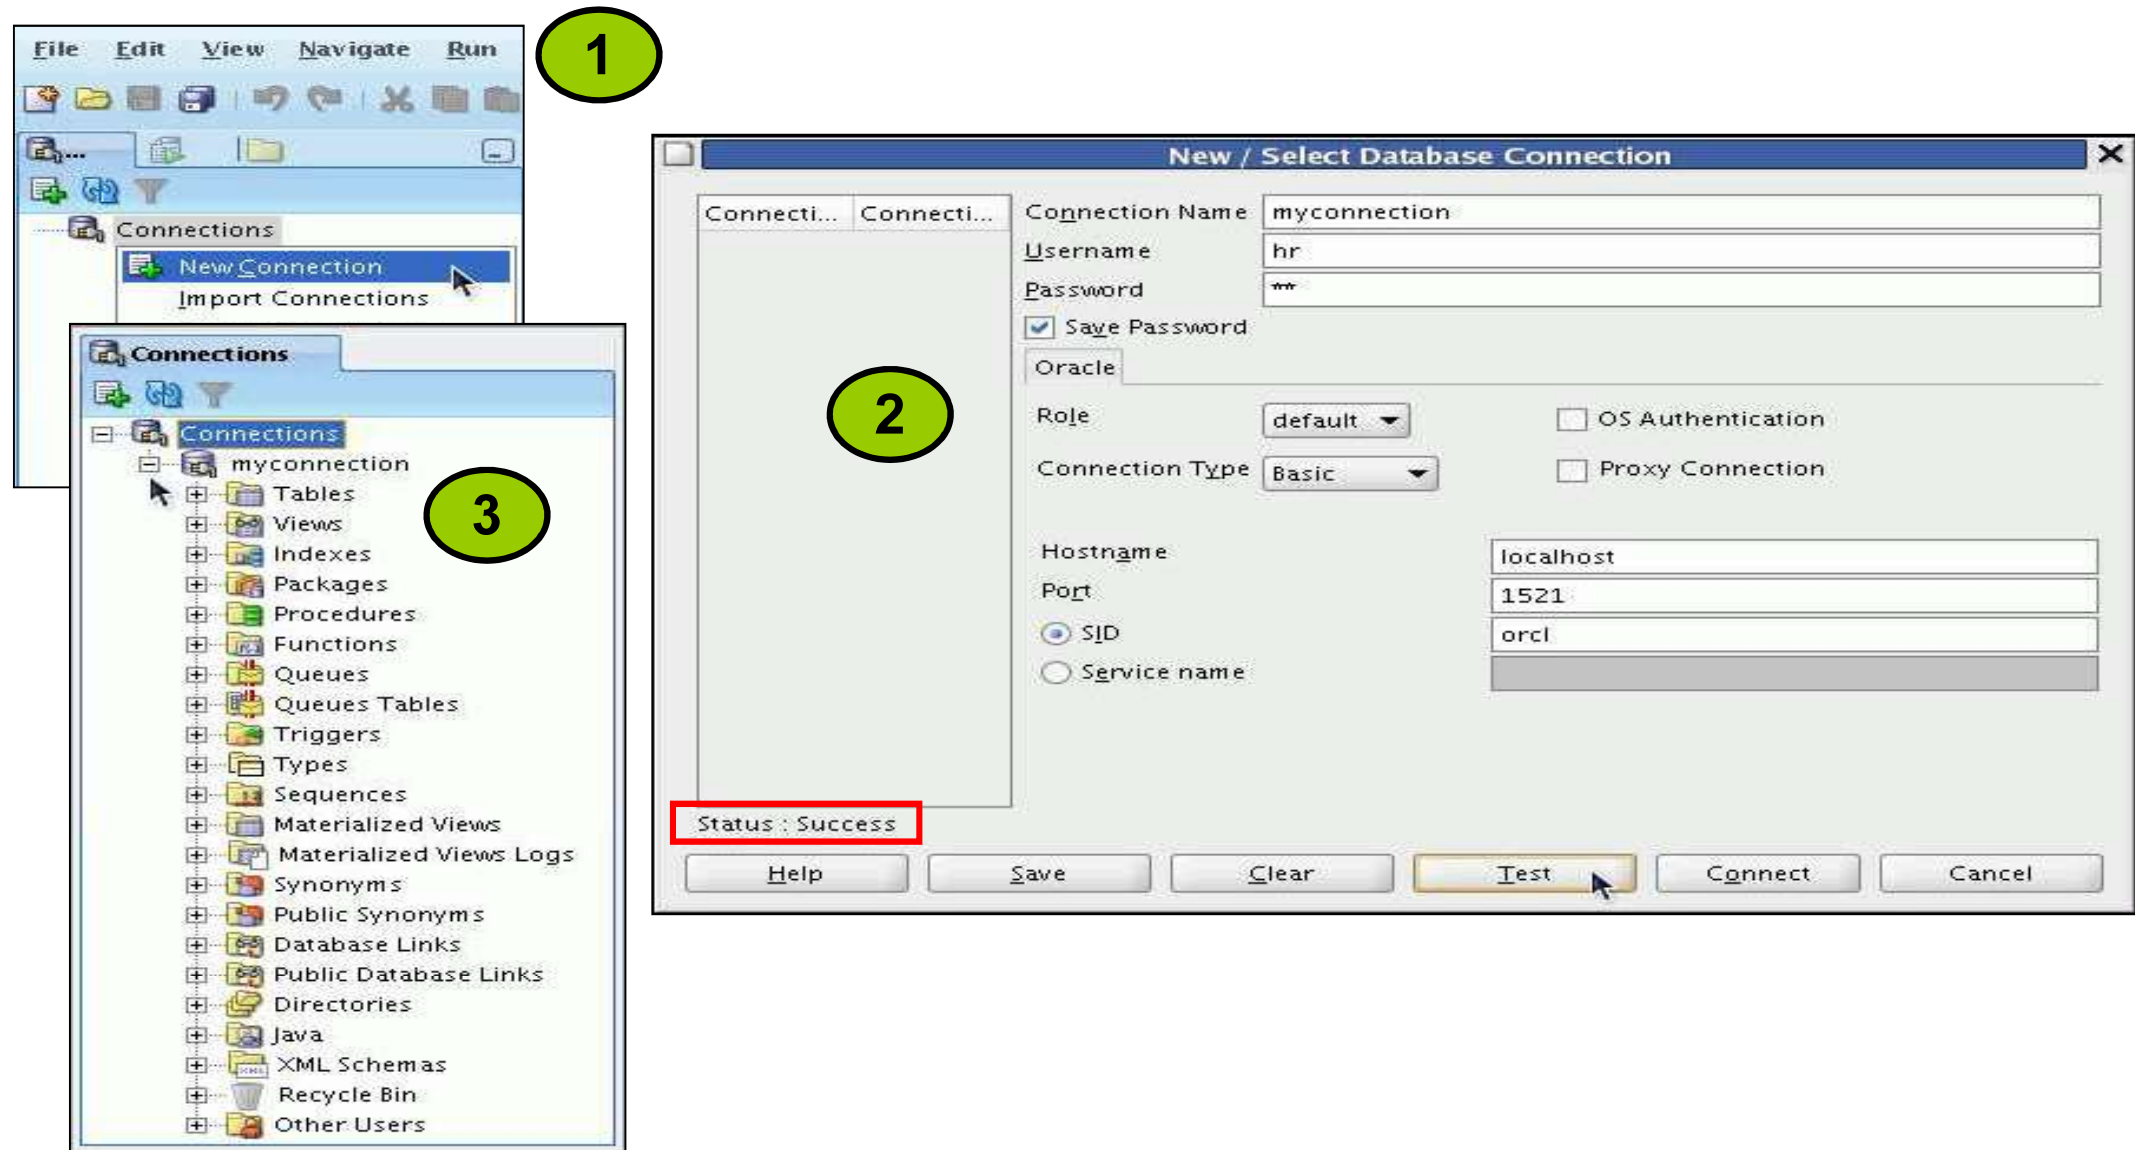 File Edit View Navigate Run
1
...
Connections
New Connection
Import Connections
Connections
Connections
myconnection
Tables
Views
Indexes
Packages
Procedures
Functions
Queues
Queues Tables
Triggers
Types
Sequences
Materialized Views
Materialized Views Logs
Synonyms
Public Synonyms
Database Links
Public Database Links
Directories
Java
XML Schemas
Recycle Bin
Other Users
3
New / Select Database Connection
Connecti... Connecti...
Connection Name myconnection
Username hr
Password **
Save Password
Oracle
2
Role default OS Authentication
Connection Type Basic Proxy Connection
Hostname localhost
Port 1521
SID orcl
Service name
Status : Success
Help Save Clear Test Connect Cancel